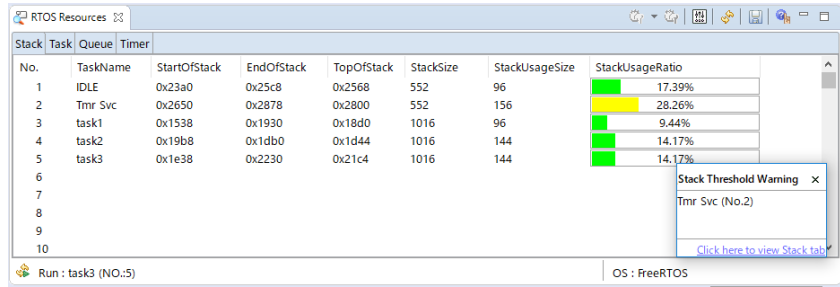 RTOS Resources
Stack Task Queue Timer
No. TaskName StartOfStack EndOfStack TopOfStack StackSize StackUsageSize StackUsageRatio
1 IDLE 0x23a0 0x25c8 0x2568 552 96 17.39%
2 Tmr Svc 0x2650 0x2878 0x2800 552 156 28.26%
3 task1 0x1538 0x1930 0x18d0 1016 96 9.44%
4 task2 0x19b8 0x1db0 0x1d44 1016 144 14.17%
5 task3 0x1e38 0x2230 0x21c4 1016 144 14.17%
6
7
8
9
10
Stack Threshold Warning
Tmr Svc (No.2)
Click here to view Stack tab
Run : task3 (NO.:5) OS : FreeRTOS